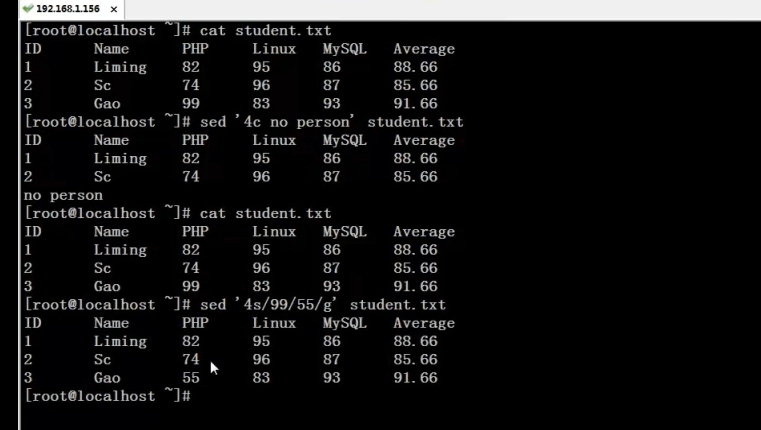 192.168.1.156 ×
[root@localhost ~]# cat student.txt
ID Name PHP Linux MySQL Average
1 Liming 82 95 86 88.66
2 Sc 74 96 87 85.66
3 Gao 99 83 93 91.66
[root@localhost ~]# sed '4c no person' student.txt
ID Name PHP Linux MySQL Average
1 Liming 82 95 86 88.66
2 Sc 74 96 87 85.66
no person
[root@localhost ~]# cat student.txt
ID Name PHP Linux MySQL Average
1 Liming 82 95 86 88.66
2 Sc 74 96 87 85.66
3 Gao 99 83 93 91.66
[root@localhost ~]# sed '4s/99/55/g' student.txt
ID Name PHP Linux MySQL Average
1 Liming 82 95 86 88.66
2 Sc 74 96 87 85.66
3 Gao 55 83 93 91.66
[root@localhost ~]#